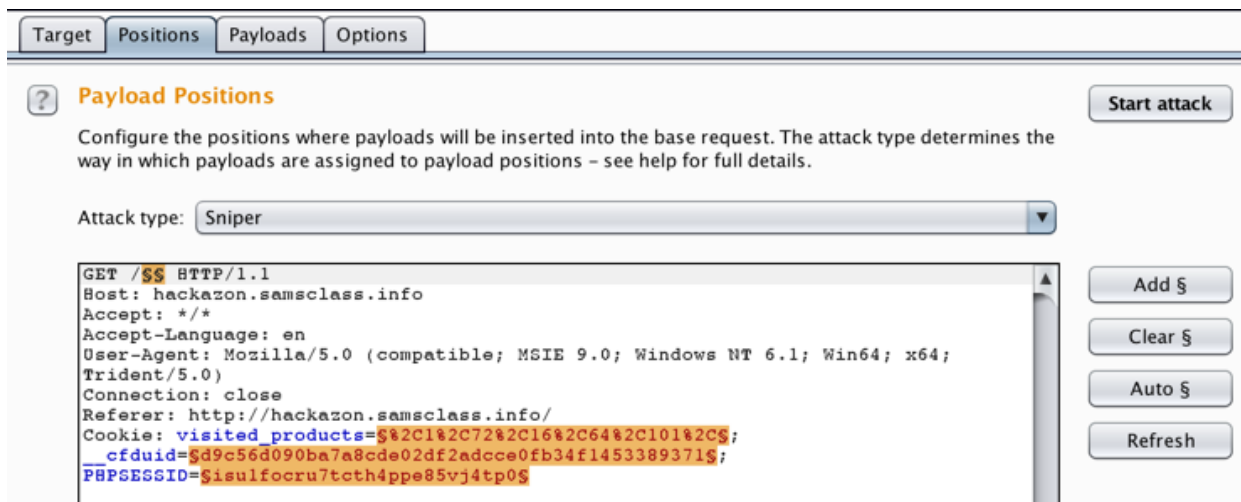 Target Positions Payloads Options
? Payload Positions
Start attack
Configure the positions where payloads will be inserted into the base request. The attack type determines the
way in which payloads are assigned to payload positions – see help for full details.
Attack type: Sniper
GET /§§ HTTP/1.1
Host: hackazon.samsclass.info
Accept: */*
Accept-Language: en
User-Agent: Mozilla/5.0 (compatible; MSIE 9.0; Windows NT 6.1; Win64; x64;
Trident/5.0)
Connection: close
Referer: http://hackazon.samsclass.info/
Cookie: visited_products=§%2C1%2C72%2C16%2C64%2C101%2C§;
__cfduid=§d9c56d090ba7a8cde02df2adcce0fb34f1453389371§;
PHPSESSID=§isulfocru7tcth4ppe85vj4tp0§
Add §
Clear §
Auto §
Refresh